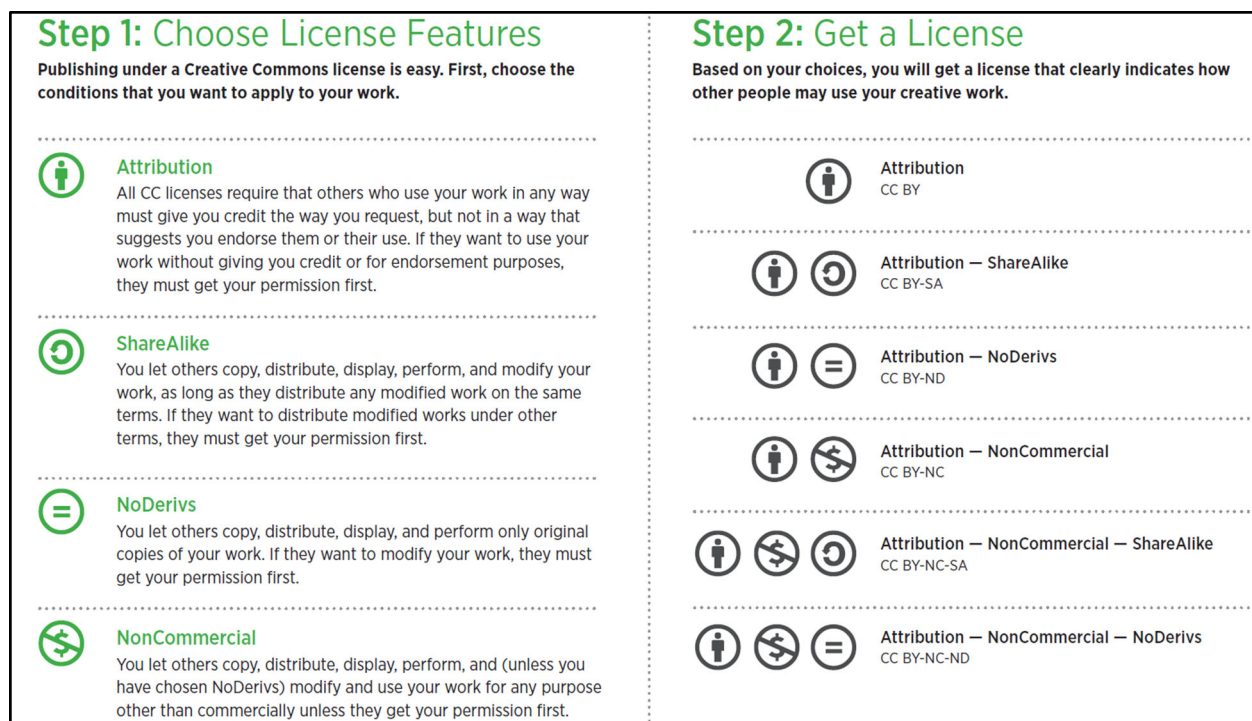 Step 1: Choose License Features
Publishing under a Creative Commons license is easy. First, choose the
conditions that you want to apply to your work.
Attribution
All CC licenses require that others who use your work in any way
must give you credit the way you request, but not in a way that
suggests you endorse them or their use. If they want to use your
work without giving you credit or for endorsement purposes,
they must get your permission first.
ShareAlike
You let others copy, distribute, display, perform, and modify your
work, as long as they distribute any modified work on the same
terms. If they want to distribute modified works under other
terms, they must get your permission first.
NoDerivs
You let others copy, distribute, display, and perform only original
copies of your work. If they want to modify your work, they must
get your permission first.
NonCommercial
You let others copy, distribute, display, perform, and (unless you
have chosen NoDerivs) modify and use your work for any purpose
other than commercially unless they get your permission first.
Step 2: Get a License
Based on your choices, you will get a license that clearly indicates how
other people may use your creative work.
Attribution
CC BY
Attribution — ShareAlike
CC BY-SA
Attribution — NoDerivs
CC BY-ND
Attribution — NonCommercial
CC BY-NC
Attribution — NonCommercial — ShareAlike
CC BY-NC-SA
Attribution — NonCommercial — NoDerivs
CC BY-NC-ND